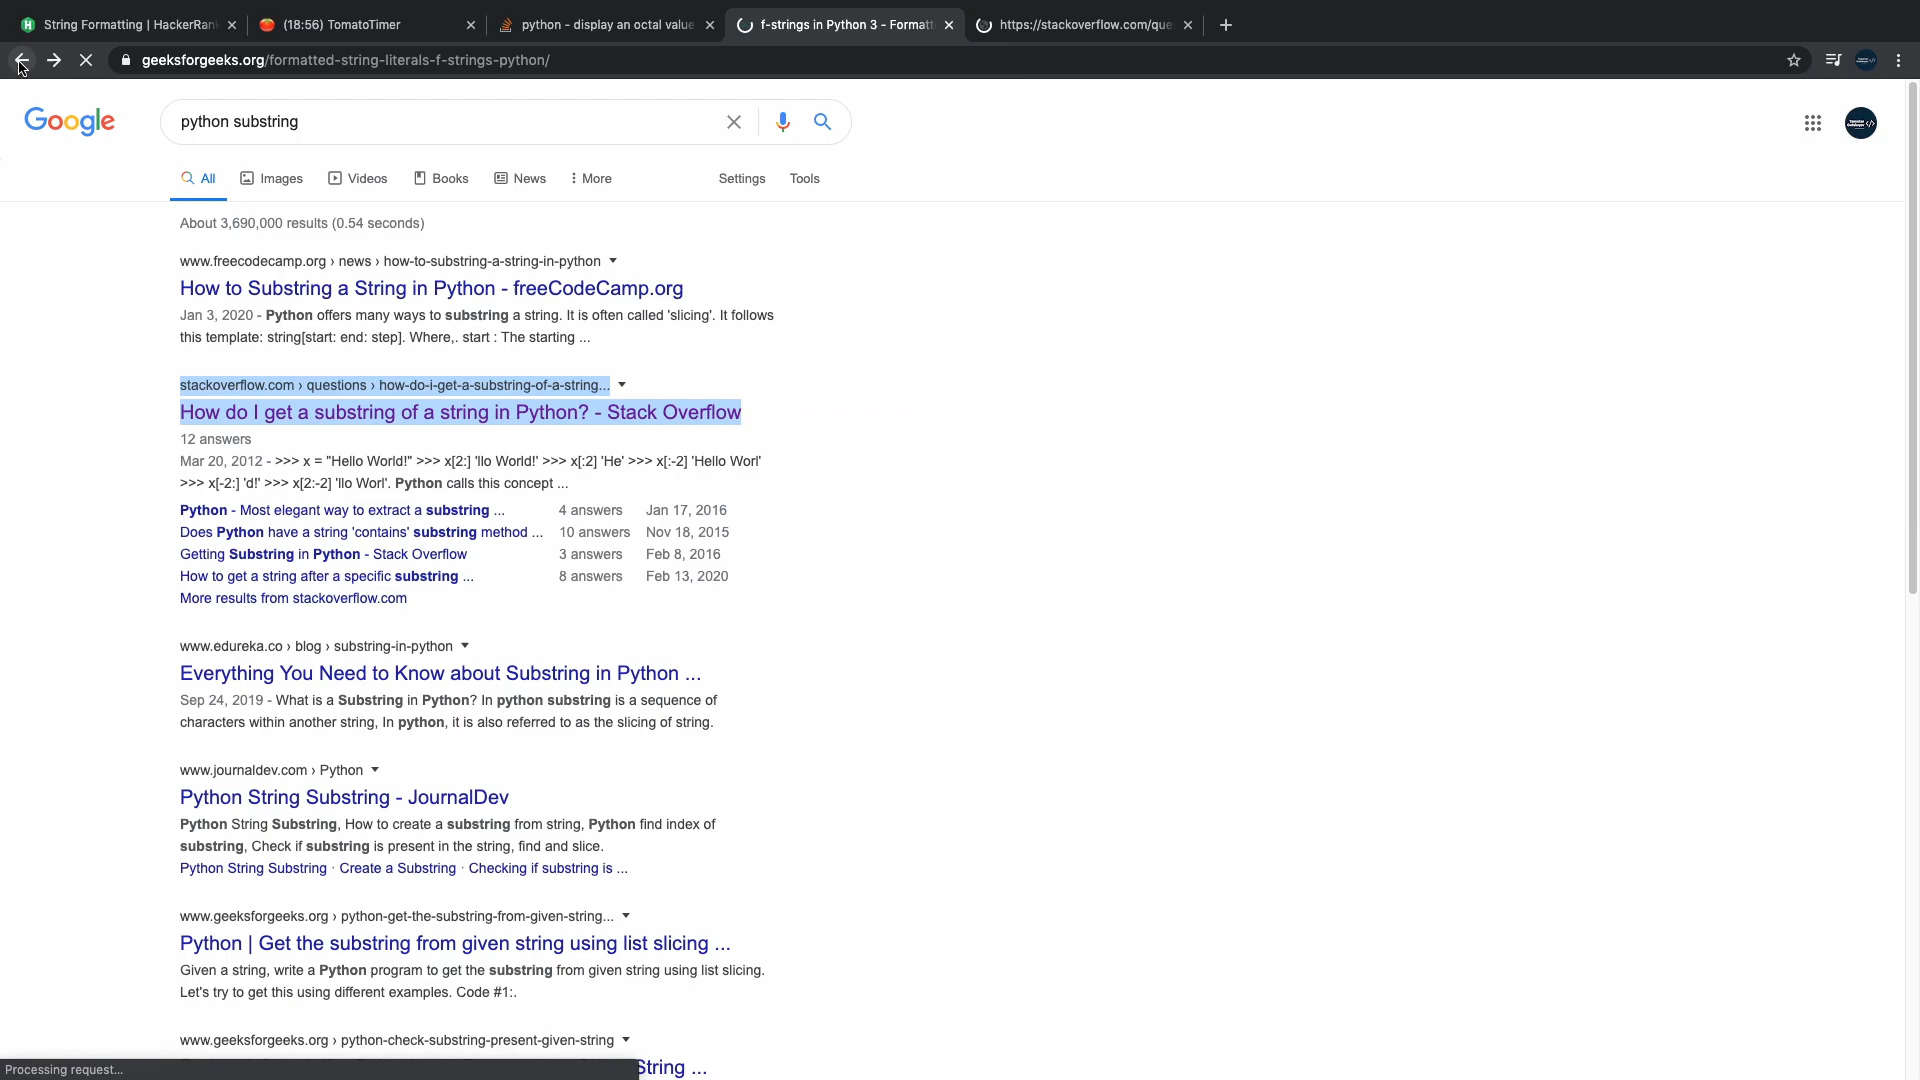 String Formatting | HackerRan
(18:56) TomatoTimer
python - display an octal value
f-strings in Python 3 - Formatt
https://stackoverflow.com/que
geeksforgeeks.org/formatted-string-literals-f-strings-python/
Google
python substring
All
Images
Videos
Books
News
More
Settings
Tools
About 3,690,000 results (0.54 seconds)
www.freecodecamp.org › news › how-to-substring-a-string-in-python
How to Substring a String in Python - freeCodeCamp.org
Jan 3, 2020 - Python offers many ways to substring a string. It is often called 'slicing'. It follows
this template: string[start: end: step]. Where,. start : The starting ...
stackoverflow.com › questions › how-do-i-get-a-substring-of-a-string...
How do I get a substring of a string in Python? - Stack Overflow
12 answers
Mar 20, 2012 - >>> x = "Hello World!" >>> x[2:] 'llo World!' >>> x[:2] 'He' >>> x[:-2] 'Hello Worl'
>>> x[-2:] 'd!' >>> x[2:-2] 'llo Worl'. Python calls this concept ...
Python - Most elegant way to extract a substring ... 4 answers Jan 17, 2016
Does Python have a string 'contains' substring method ... 10 answers Nov 18, 2015
Getting Substring in Python - Stack Overflow 3 answers Feb 8, 2016
How to get a string after a specific substring ... 8 answers Feb 13, 2020
More results from stackoverflow.com
www.edureka.co › blog › substring-in-python
Everything You Need to Know about Substring in Python ...
Sep 24, 2019 - What is a Substring in Python? In python substring is a sequence of
characters within another string, In python, it is also referred to as the slicing of string.
www.journaldev.com › Python
Python String Substring - JournalDev
Python String Substring, How to create a substring from string, Python find index of
substring, Check if substring is present in the string, find and slice.
Python String Substring · Create a Substring · Checking if substring is ...
www.geeksforgeeks.org › python-get-the-substring-from-given-string...
Python | Get the substring from given string using list slicing ...
Given a string, write a Python program to get the substring from given string using list slicing.
Let's try to get this using different examples. Code #1:.
www.geeksforgeeks.org › python-check-substring-present-given-string
String ...
Processing request...